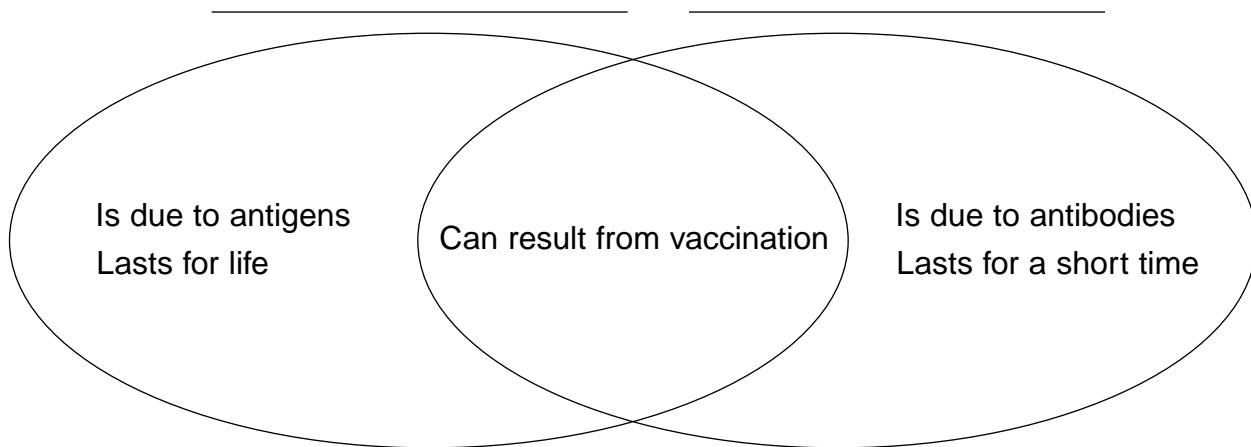 Is due to antigens
Lasts for life
Can result from vaccination
Is due to antibodies
Lasts for a short time